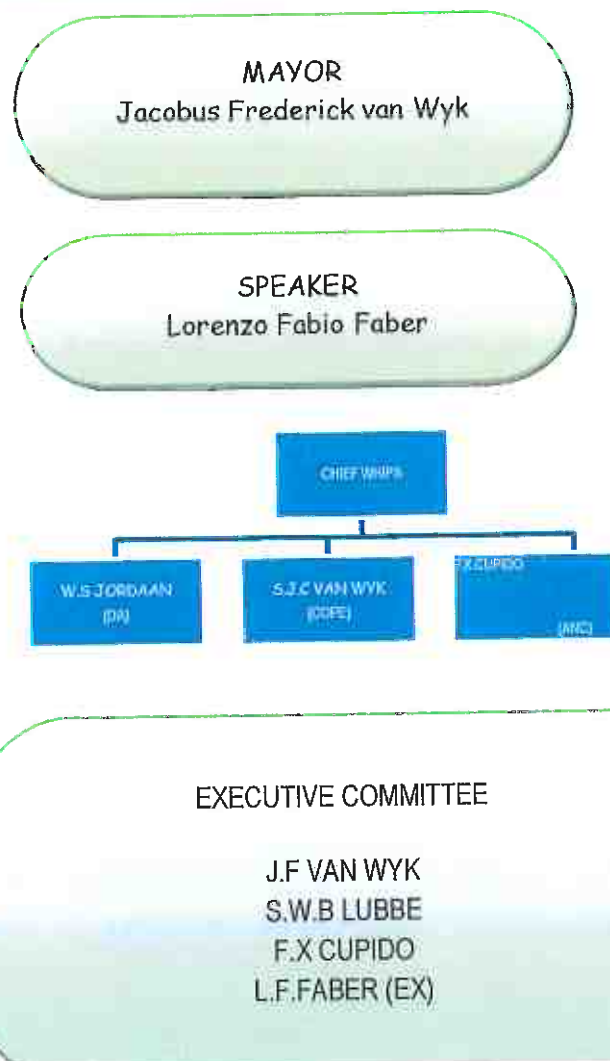 MAYOR
Jacobus Frederick van Wyk
SPEAKER
Lorenzo Fabio Faber
CHIEF WHIPS
W.S JORDAAN
(DA)
S.J.C VAN WYK
(COPE)
F.X.CUPIDO
(ANC)
EXECUTIVE COMMITTEE
J.F VAN WYK
S.W.B LUBBE
F.X CUPIDO
L.F.FABER (EX)